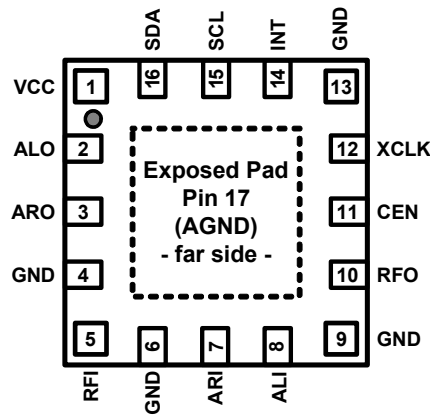 SDA
SCL
INT
GND
VCC
1
16
15
14
13
ALO
2
12
XCLK
Exposed Pad
Pin 17
(AGND)
- far side -
ARO
3
11
CEN
GND
4
10
RFO
5
6
7
8
9
GND
RFI
GND
ARI
ALI